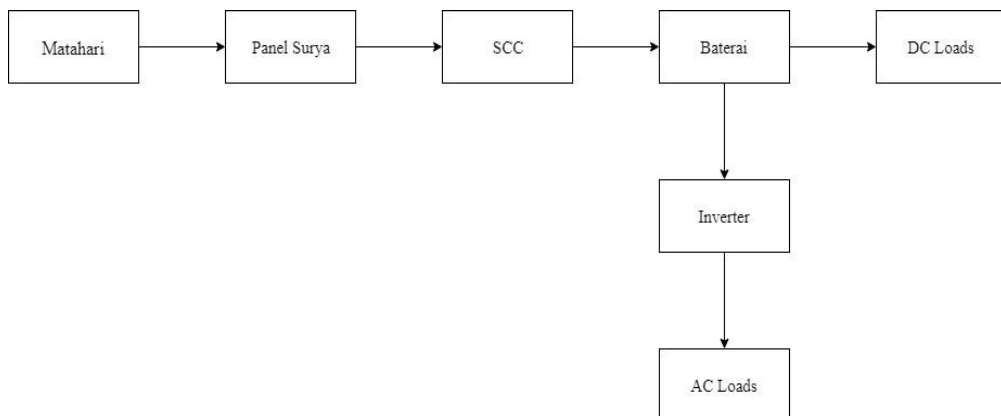 Matahari
Panel Surya
SCC
Baterai
DC Loads
Inverter
AC Loads